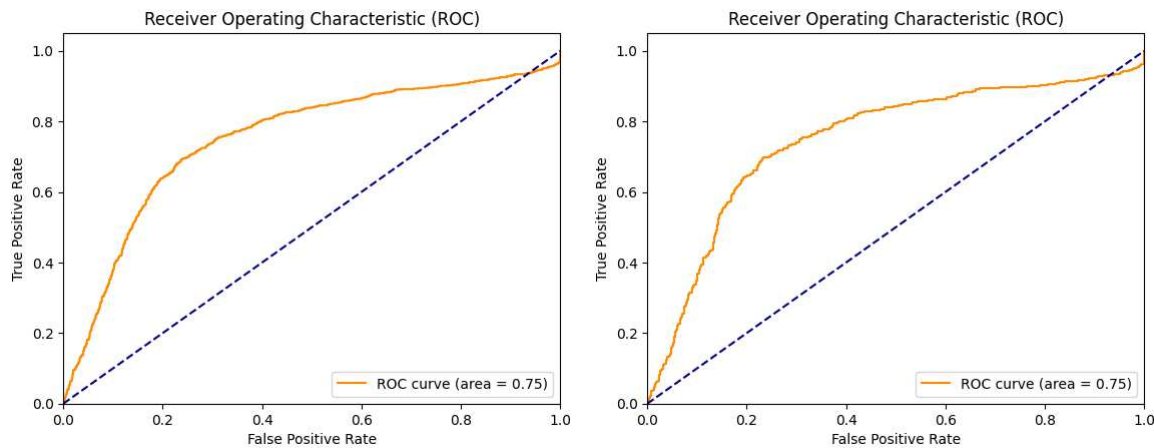 Receiver Operating Characteristic (ROC)
True Positive Rate
1.0
0.8
0.6
0.4
0.2
0.0
ROC curve (area = 0.75)
0.0 0.2 0.4 0.6 0.8 1.0
False Positive Rate
Receiver Operating Characteristic (ROC)
True Positive Rate
1.0
0.8
0.6
0.4
0.2
0.0
ROC curve (area = 0.75)
0.0 0.2 0.4 0.6 0.8 1.0
False Positive Rate